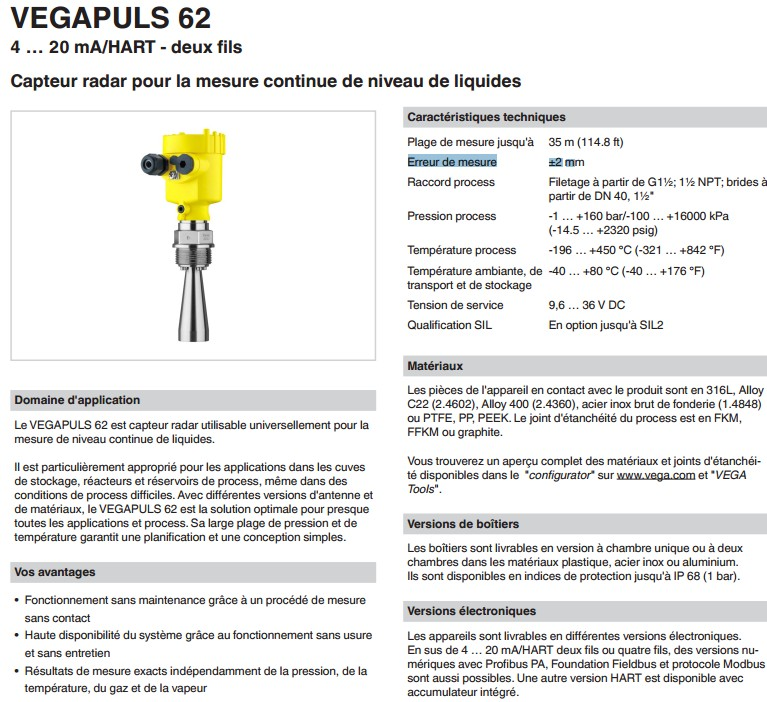 VEGAPULS 62
4 … 20 mA/HART - deux fils
Capteur radar pour la mesure continue de niveau de liquides
Domaine d'application
Le VEGAPULS 62 est capteur radar utilisable universellement pour la
mesure de niveau continue de liquides.
Il est particulièrement approprié pour les applications dans les cuves
de stockage, réacteurs et réservoirs de process, même dans des
conditions de process difficiles. Avec différentes versions d'antenne et
de matériaux, le VEGAPULS 62 est la solution optimale pour presque
toutes les applications et process. Sa large plage de pression et de
température garantit une planification et une conception simples.
Vos avantages
• Fonctionnement sans maintenance grâce à un procédé de mesure
sans contact
• Haute disponibilité du système grâce au fonctionnement sans usure
et sans entretien
• Résultats de mesure exacts indépendamment de la pression, de la
température, du gaz et de la vapeur
Caractéristiques techniques
Plage de mesure jusqu'à 35 m (114.8 ft)
Erreur de mesure ±2 mm
Raccord process Filetage à partir de G1½; 1½ NPT; brides à
partir de DN 40, 1½"
Pression process -1 … +160 bar/-100 … +16000 kPa
(-14.5 … +2320 psig)
Température process -196 … +450 °C (-321 … +842 °F)
Température ambiante, de -40 … +80 °C (-40 … +176 °F)
transport et de stockage
Tension de service 9,6 … 36 V DC
Qualification SIL En option jusqu'à SIL2
Matériaux
Les pièces de l'appareil en contact avec le produit sont en 316L, Alloy
C22 (2.4602), Alloy 400 (2.4360), acier inox brut de fonderie (1.4848)
ou PTFE, PP, PEEK. Le joint d'étanchéité du process est en FKM,
FFKM ou graphite.
Vous trouverez un aperçu complet des matériaux et joints d'étanchéi-
té disponibles dans le "configurator" sur www.vega.com et "VEGA
Tools".
Versions de boîtiers
Les boîtiers sont livrables en version à chambre unique ou à deux
chambres dans les matériaux plastique, acier inox ou aluminium.
Ils sont disponibles en indices de protection jusqu'à IP 68 (1 bar).
Versions électroniques
Les appareils sont livrables en différentes versions électroniques.
En sus de 4 … 20 mA/HART deux fils ou quatre fils, des versions nu-
mériques avec Profibus PA, Foundation Fieldbus et protocole Modbus
sont aussi possibles. Une autre version HART est disponible avec
accumulateur intégré.